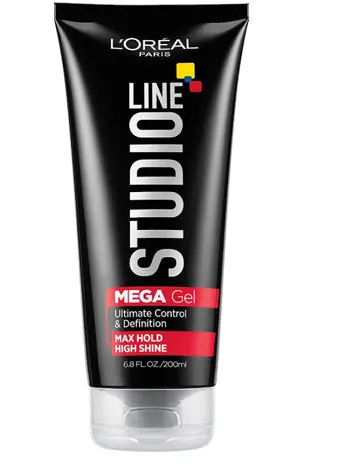 L'ORÉAL
PARIS
STUDIO
LINE
MEGA Gel
Ultimate Control
& Definition
MAX HOLD
HIGH SHINE
6.8 FL.OZ./200ml